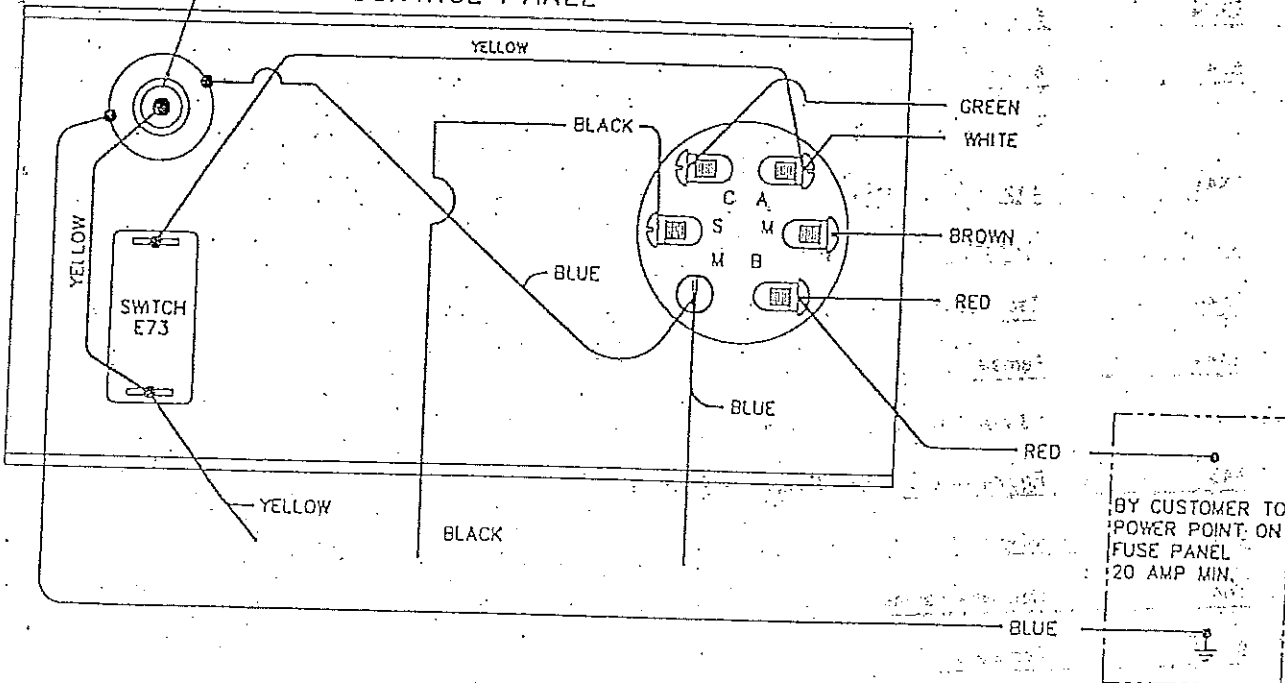 YELLOW
GREEN
BLACK
WHITE
C A
YELLOW
S M
BROWN
M B
BLUE
RED
SWITCH
E73
BLUE
RED
YELLOW
BLACK
BY CUSTOMER TO
POWER POINT ON
FUSE PANEL
20 AMP MIN.
BLUE